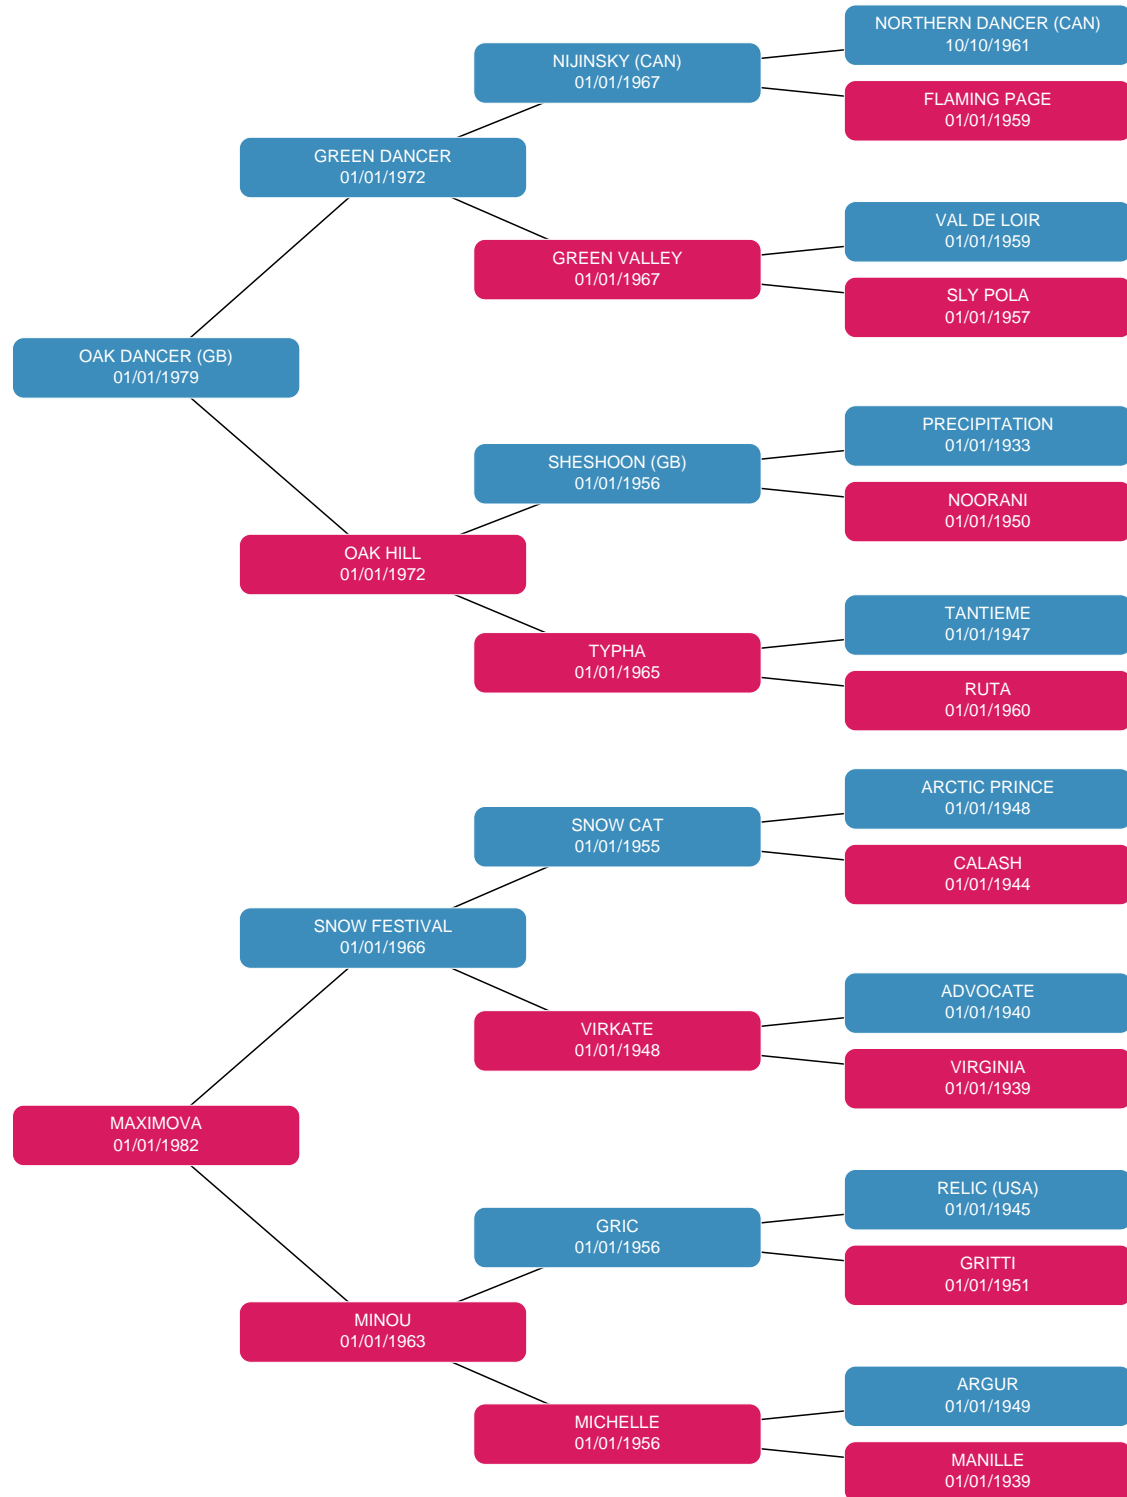 NORTHERN DANCER (CAN)
10/10/1961
NIJINSKY (CAN)
01/01/1967
FLAMING PAGE
01/01/1959
GREEN DANCER
01/01/1972
VAL DE LOIR
01/01/1959
GREEN VALLEY
01/01/1967
SLY POLA
01/01/1957
OAK DANCER (GB)
01/01/1979
PRECIPITATION
01/01/1933
SHESHOON (GB)
01/01/1956
NOORANI
01/01/1950
OAK HILL
01/01/1972
TANTIEME
01/01/1947
TYPHA
01/01/1965
RUTA
01/01/1960
ARCTIC PRINCE
01/01/1948
SNOW CAT
01/01/1955
CALASH
01/01/1944
SNOW FESTIVAL
01/01/1966
ADVOCATE
01/01/1940
VIRKATE
01/01/1948
VIRGINIA
01/01/1939
MAXIMOVA
01/01/1982
RELIC (USA)
01/01/1945
GRIC
01/01/1956
GRITTI
01/01/1951
MINOU
01/01/1963
ARGUR
01/01/1949
MICHELLE
01/01/1956
MANILLE
01/01/1939